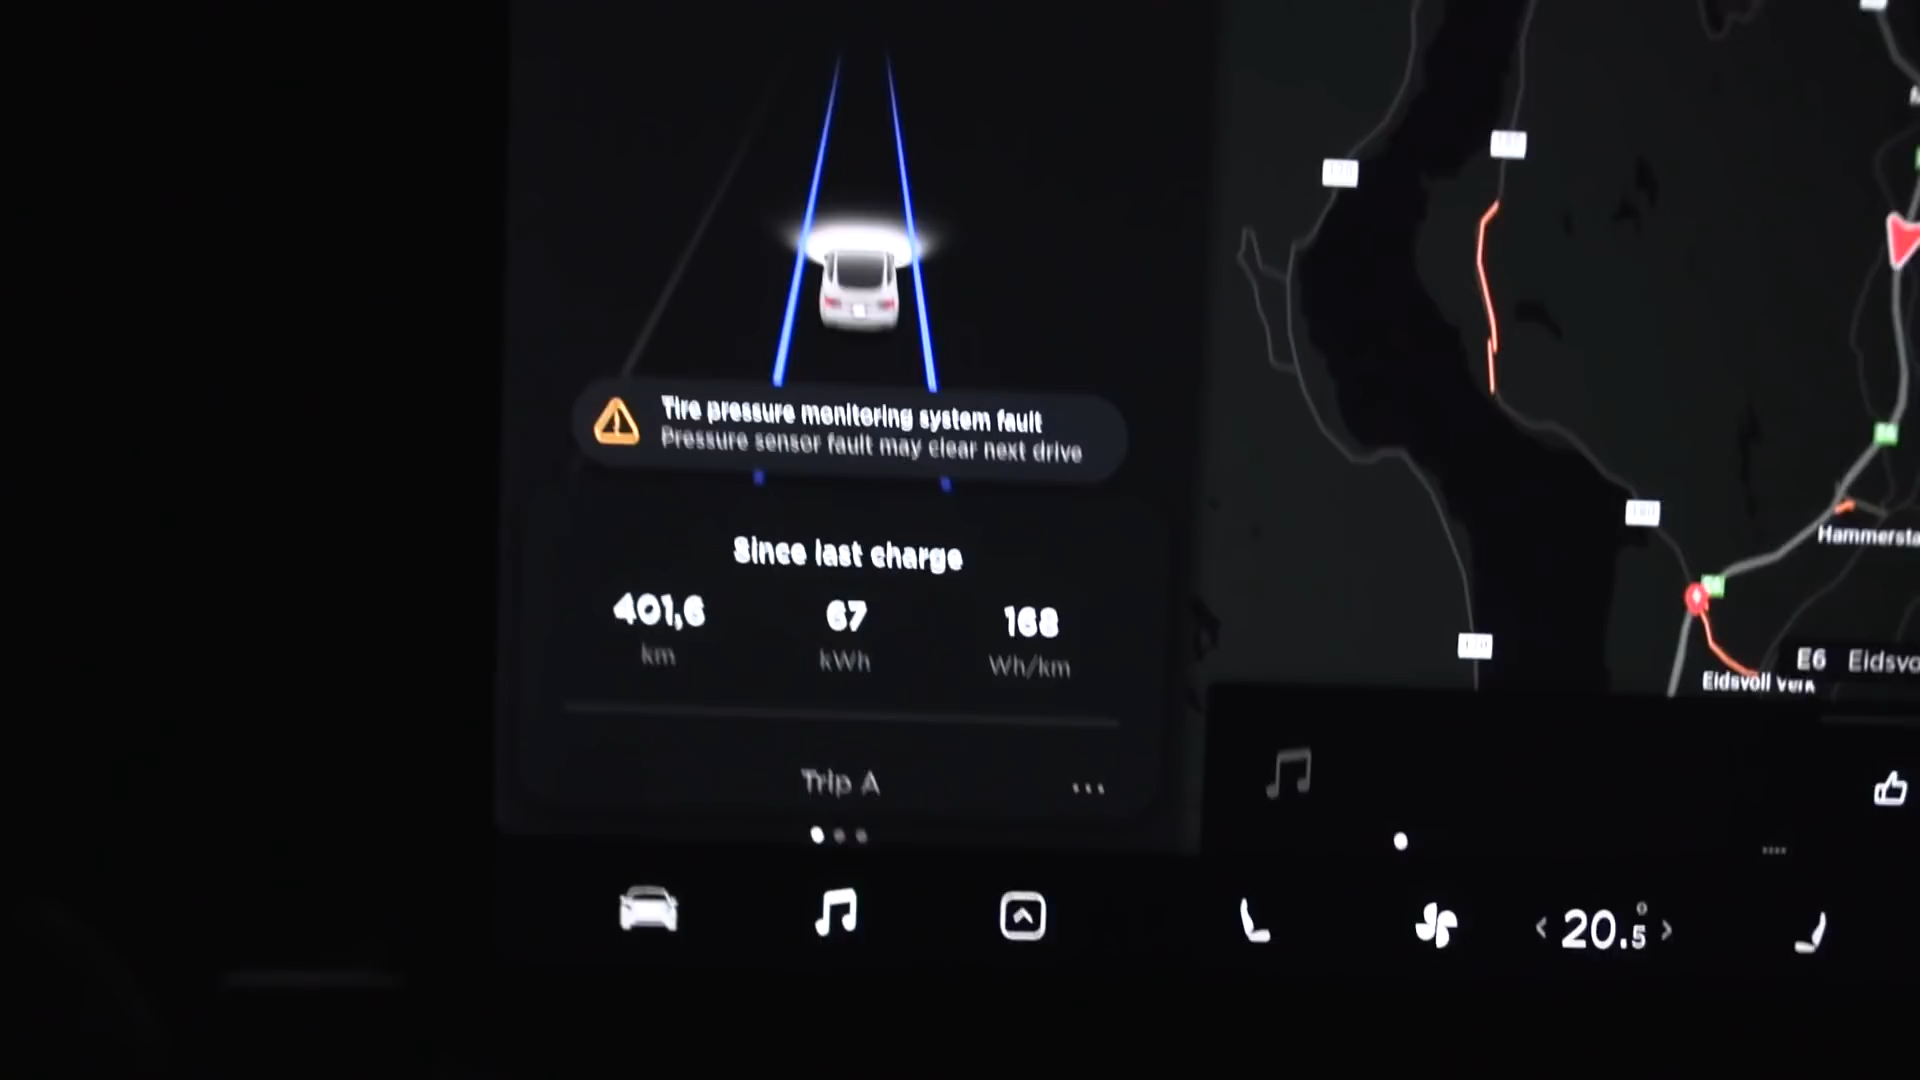 Tire pressure monitoring system fault
Pressure sensor fault may clear next drive
Since last charge
401,6 67 168
km kWh Wh/km
Trip A
Hammersta
E6 Eidsvo
Eidsvoll Verk
20.5°